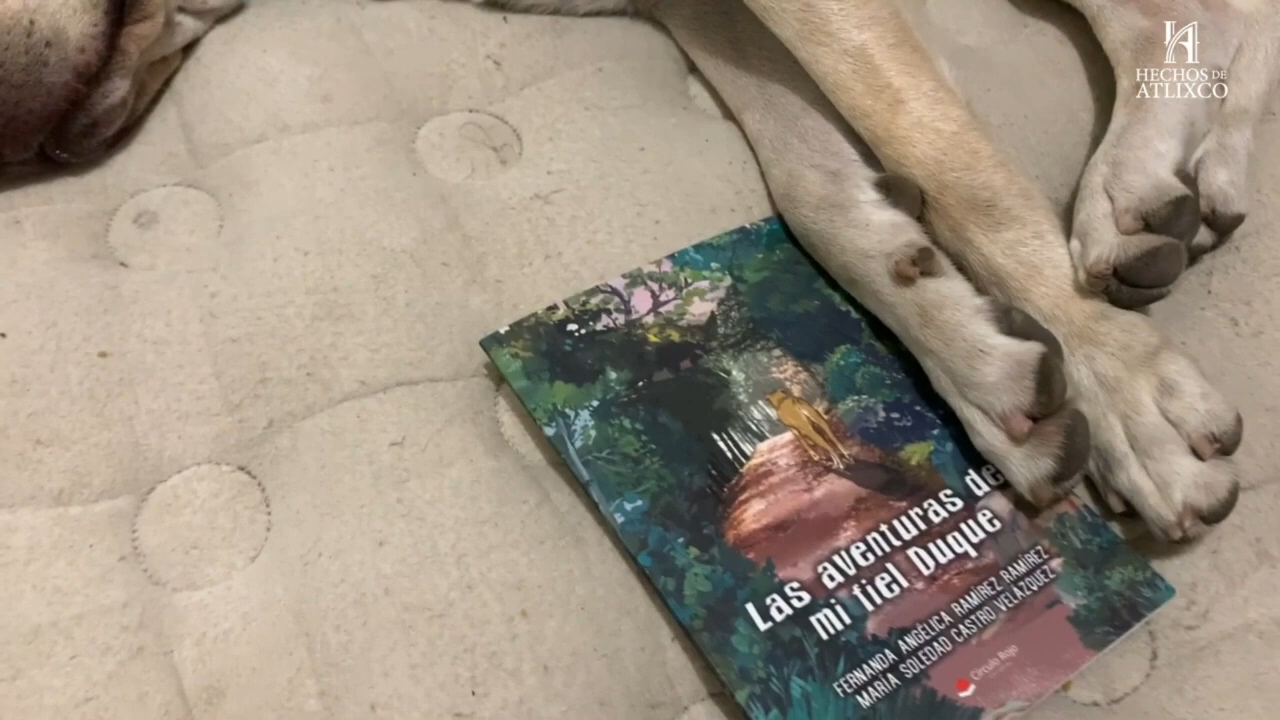 HECHOS DE
ATLIXCO
Las aventuras de
mi fiel Duque
FERNANDA ANGÉLICA RAMÍREZ RAMÍREZ
MARÍA SOLEDAD CASTRO VELÁZQUEZ
Círculo Rojo